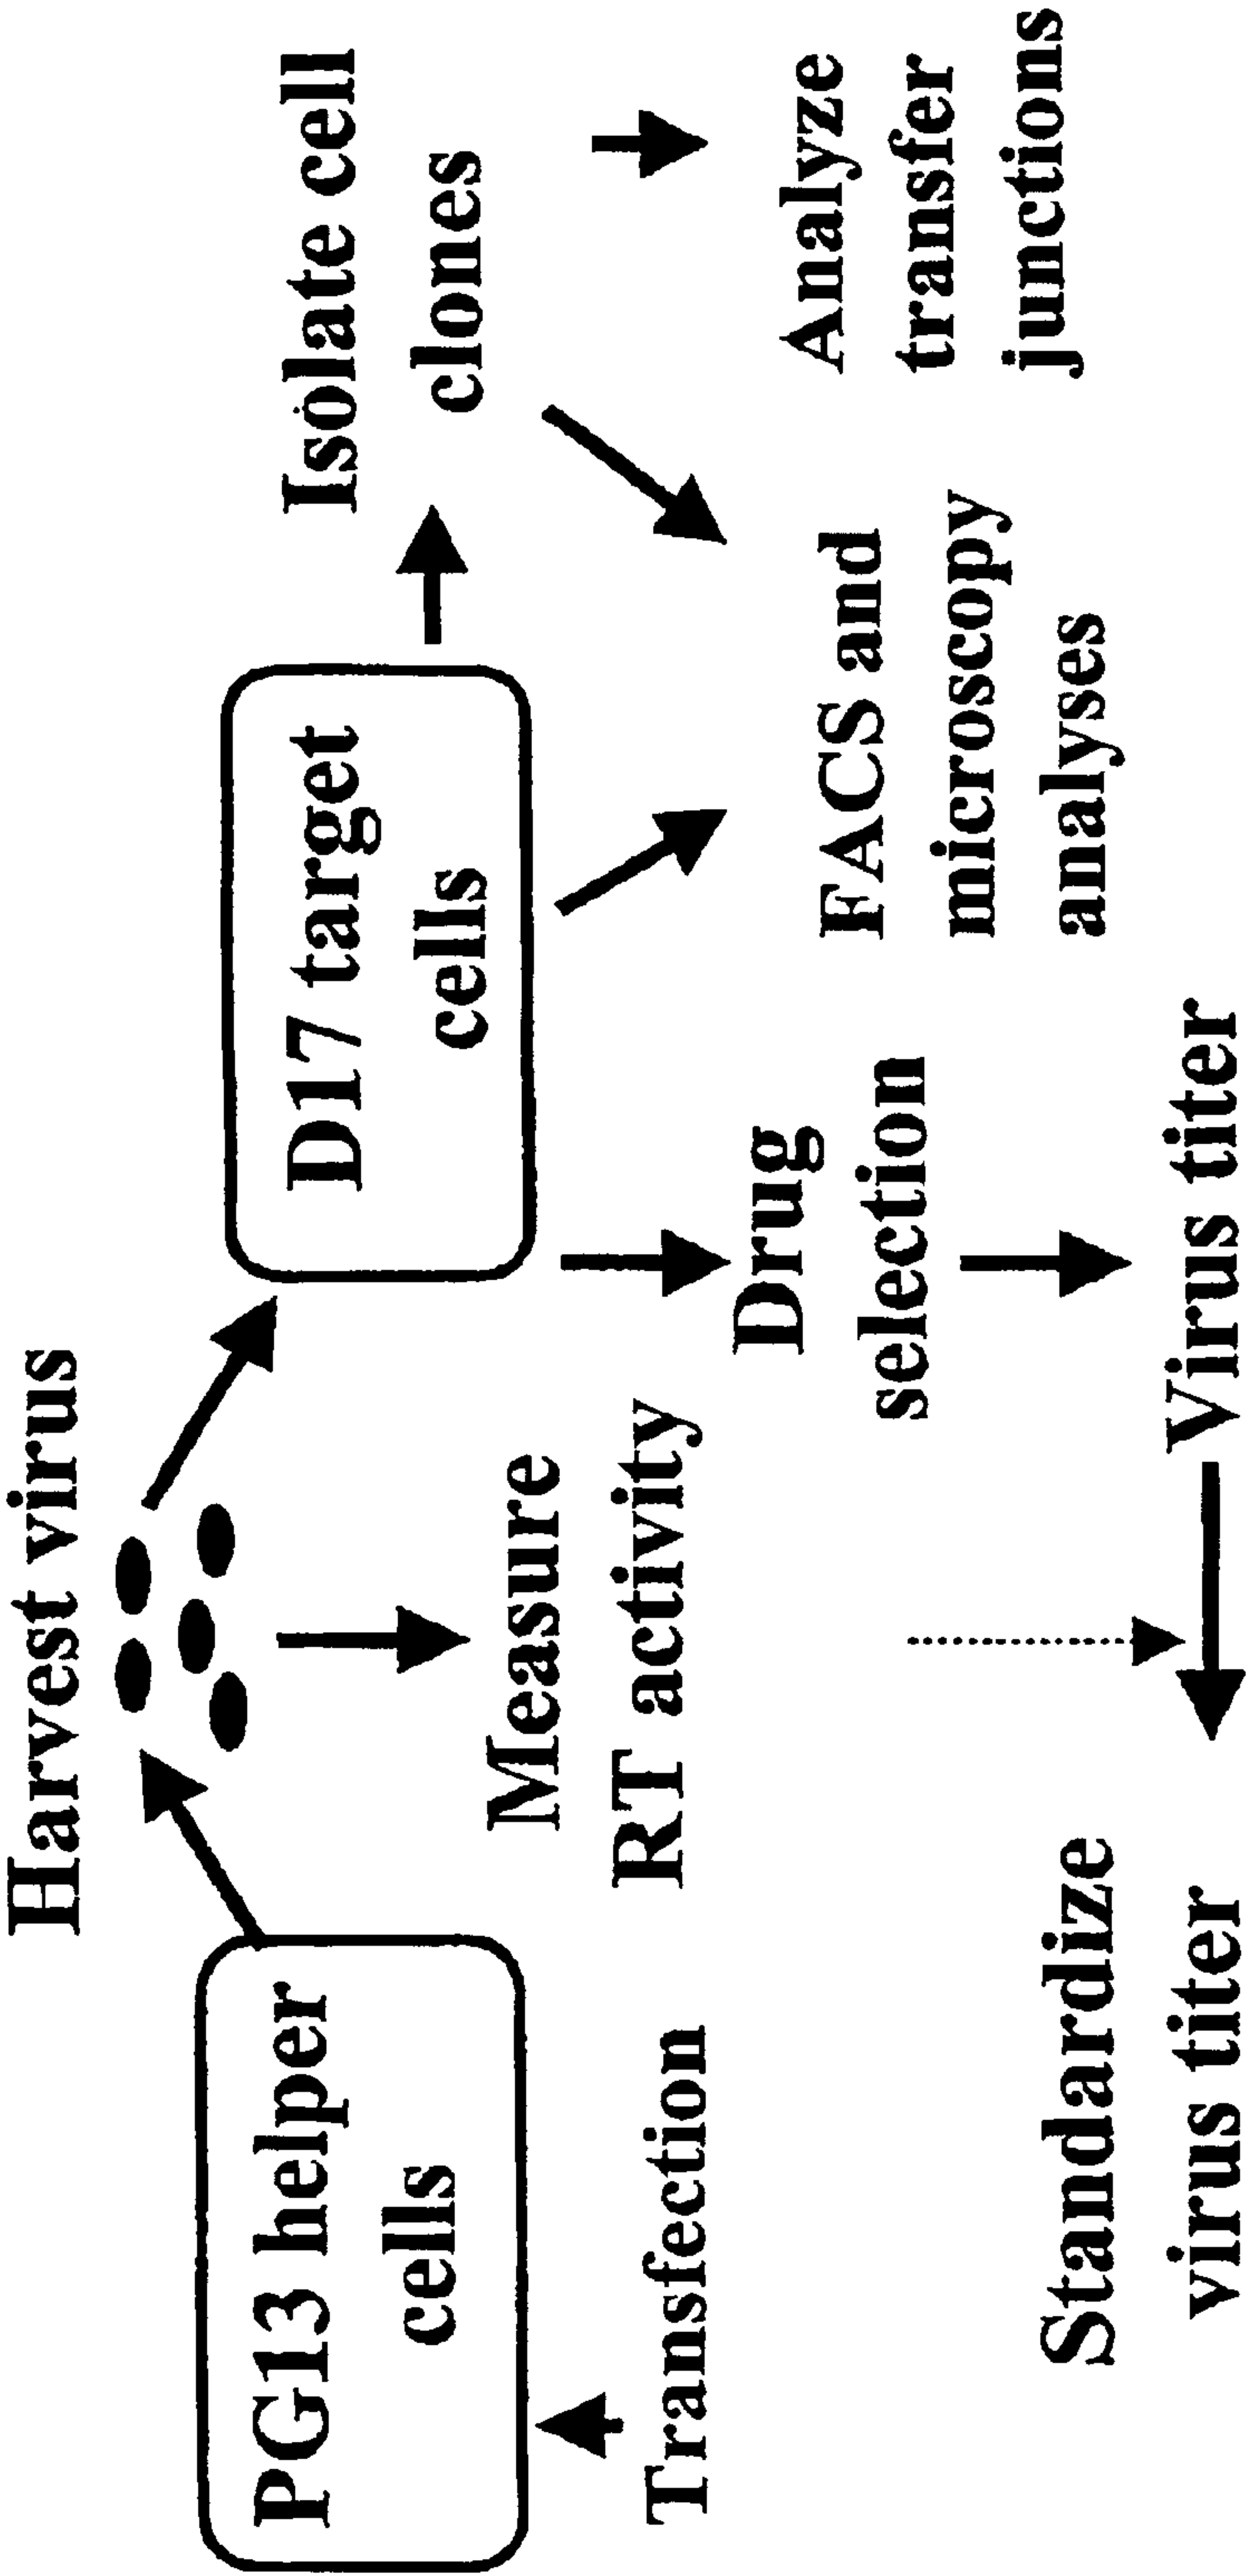 Harvest virus
PG13 helper
cells
Transfection
Measure
RT activity
D17 target
cells
Isolate cell
clones
Drug
selection
FACS and
microscopy
analyses
Analyze
transfer
junctions
Standardize
virus titer
Virus titer